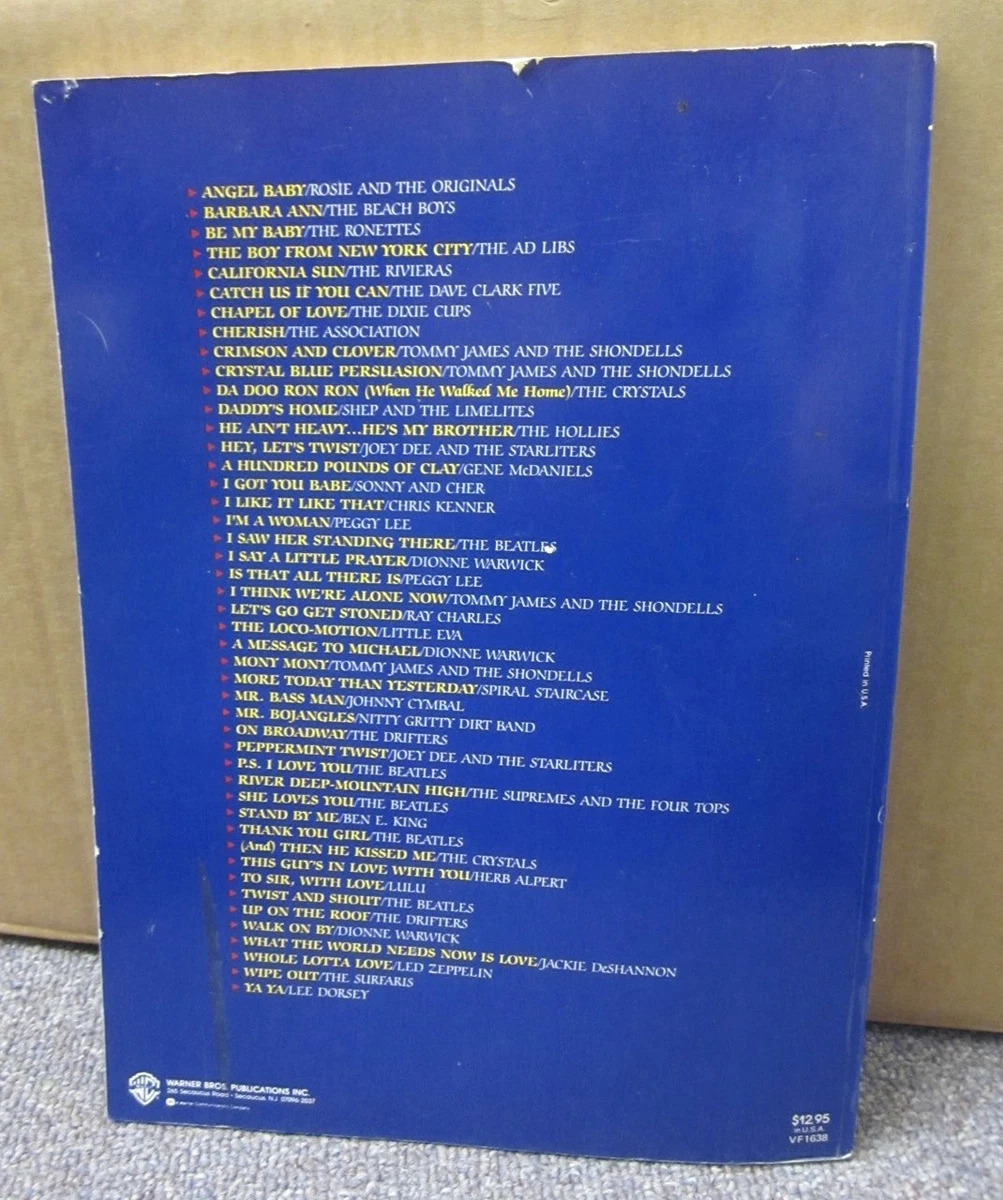 ANGEL BABY/ROSIE AND THE ORIGINALS
BARBARA ANN/THE BEACH BOYS
BE MY BABY/THE RONETTES
THE BOY FROM NEW YORK CITY/THE AD LIBS
CALIFORNIA SUN/THE RIVIERAS
CATCH US IF YOU CAN/THE DAVE CLARK FIVE
CHAPEL OF LOVE/THE DIXIE CUPS
CHERISH/THE ASSOCIATION
CRIMSON AND CLOVER/TOMMY JAMES AND THE SHONDELLS
CRYSTAL BLUE PERSUASION/TOMMY JAMES AND THE SHONDELLS
DA DOO RON RON (When He Walked Me Home)/THE CRYSTALS
DADDY'S HOME/SHEP AND THE LIMELITES
HE AIN'T HEAVY...HE'S MY BROTHER/THE HOLLIES
HEY, LET'S TWIST/JOEY DEE AND THE STARLITERS
A HUNDRED POUNDS OF CLAY/GENE McDANIELS
I GOT YOU BABE/SONNY AND CHER
I LIKE IT LIKE THAT/CHRIS KENNER
I'M A WOMAN/PEGGY LEE
I SAW HER STANDING THERE/THE BEATLES
I SAY A LITTLE PRAYER/DIONNE WARWICK
IS THAT ALL THERE IS/PEGGY LEE
I THINK WE'RE ALONE NOW/TOMMY JAMES AND THE SHONDELLS
LET'S GO GET STONED/RAY CHARLES
THE LOCO-MOTION/LITTLE EVA
A MESSAGE TO MICHAEL/DIONNE WARWICK
MONY MONY/TOMMY JAMES AND THE SHONDELLS
MORE TODAY THAN YESTERDAY/SPIRAL STAIRCASE
MR. BASS MAN/JOHNNY CYMBAL
MR. BOJANGLES/NITTY GRITTY DIRT BAND
ON BROADWAY/THE DRIFTERS
PEPPERMINT TWIST/JOEY DEE AND THE STARLITERS
P.S. I LOVE YOU/THE BEATLES
RIVER DEEP-MOUNTAIN HIGH/THE SUPREMES AND THE FOUR TOPS
SHE LOVES YOU/THE BEATLES
STAND BY ME/BEN E. KING
THANK YOU GIRL/THE BEATLES
(And) THEN HE KISSED ME/THE CRYSTALS
THIS GUY'S IN LOVE WITH YOU/HERB ALPERT
TO SIR, WITH LOVE/LULU
TWIST AND SHOUT/THE BEATLES
UP ON THE ROOF/THE DRIFTERS
WALK ON BY/DIONNE WARWICK
WHAT THE WORLD NEEDS NOW IS LOVE/JACKIE DeSHANNON
WHOLE LOTTA LOVE/LED ZEPPELIN
WIPE OUT/THE SURFARIS
YA YA/LEE DORSEY
Printed in U.S.A.
WARNER BROS. PUBLICATIONS INC.
265 Secaucus Road • Secaucus, N.J. 07096-2037
A Warner Communications Company
$12.95
in U.S.A.
VF1638